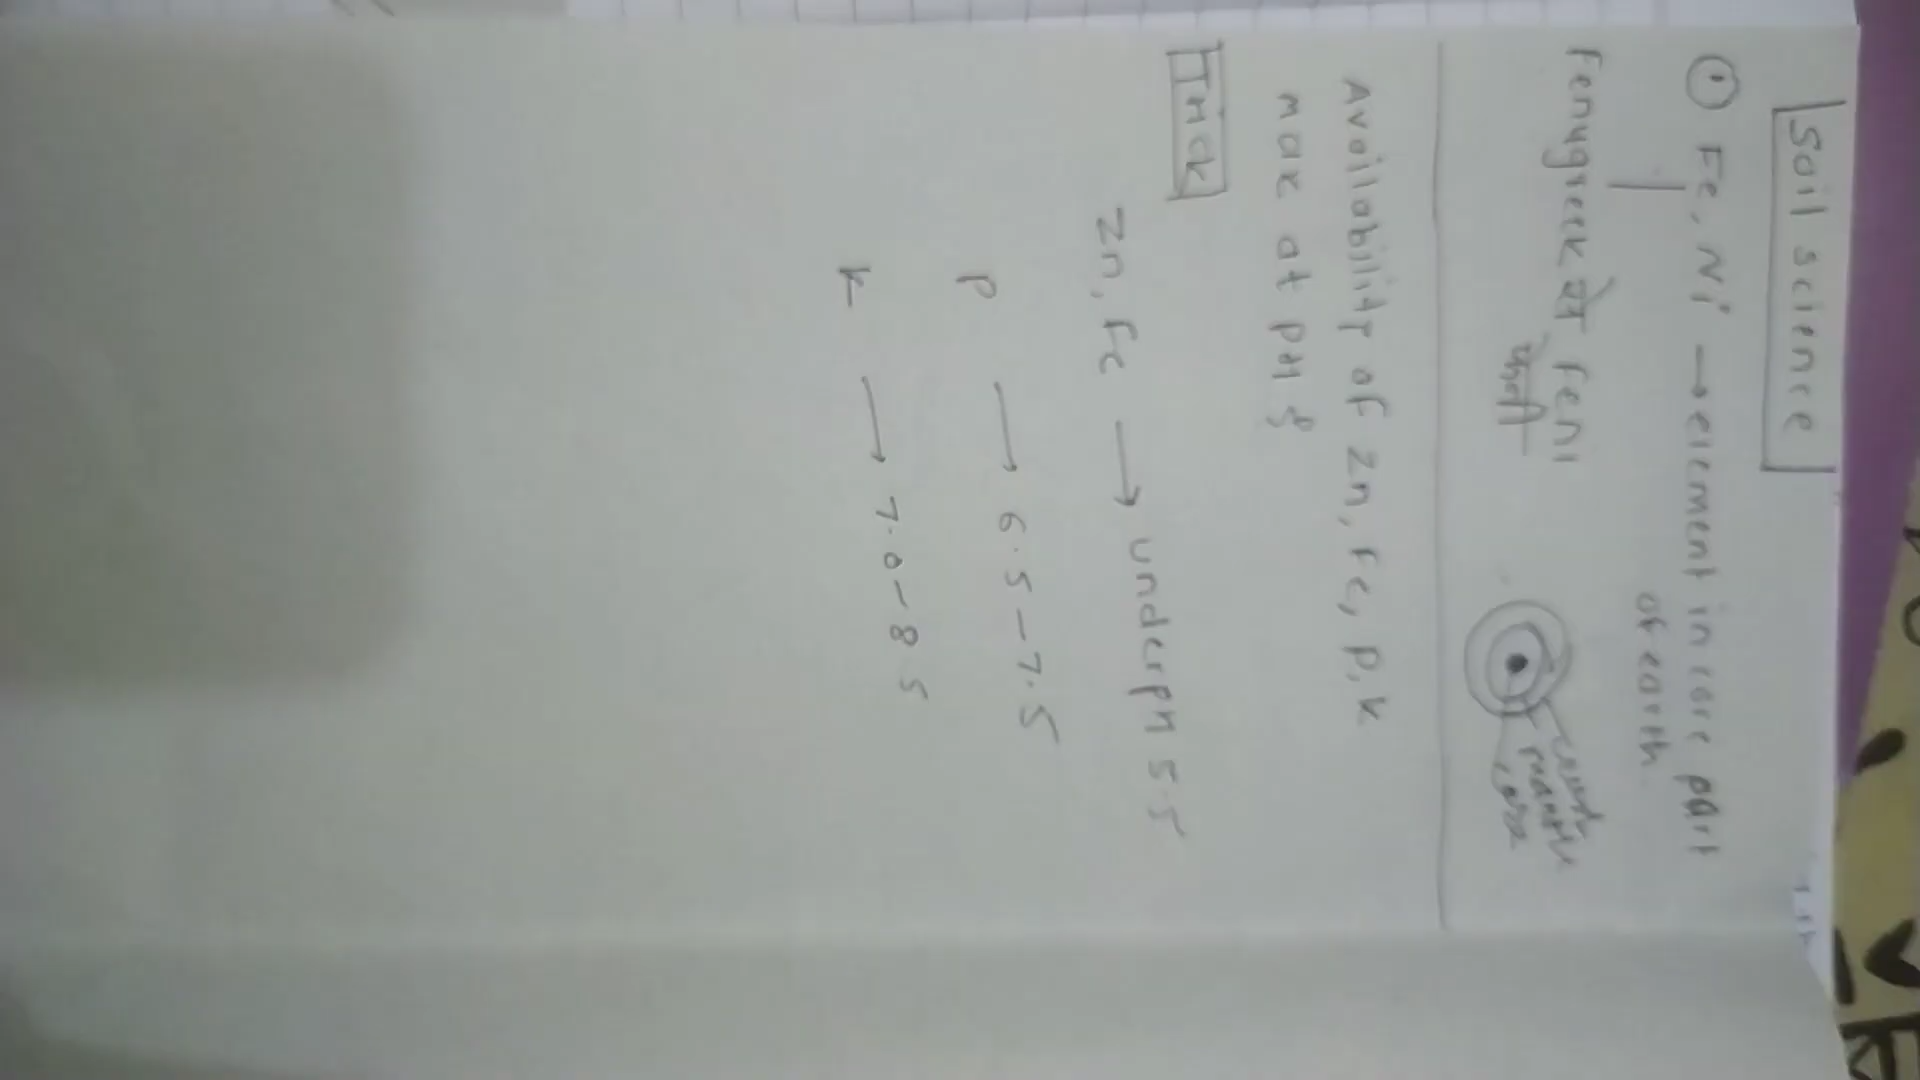 Soil science
① Fe, Ni → element in core part
of earth.
Fenugreek का feni
crust
mantle
core
Availability of Zn, Fe, P, K
max at pH 8
Trick
Zn, Fe → under pH 5.5
P → 6.5 - 7.5
K → 7.0 - 8 5